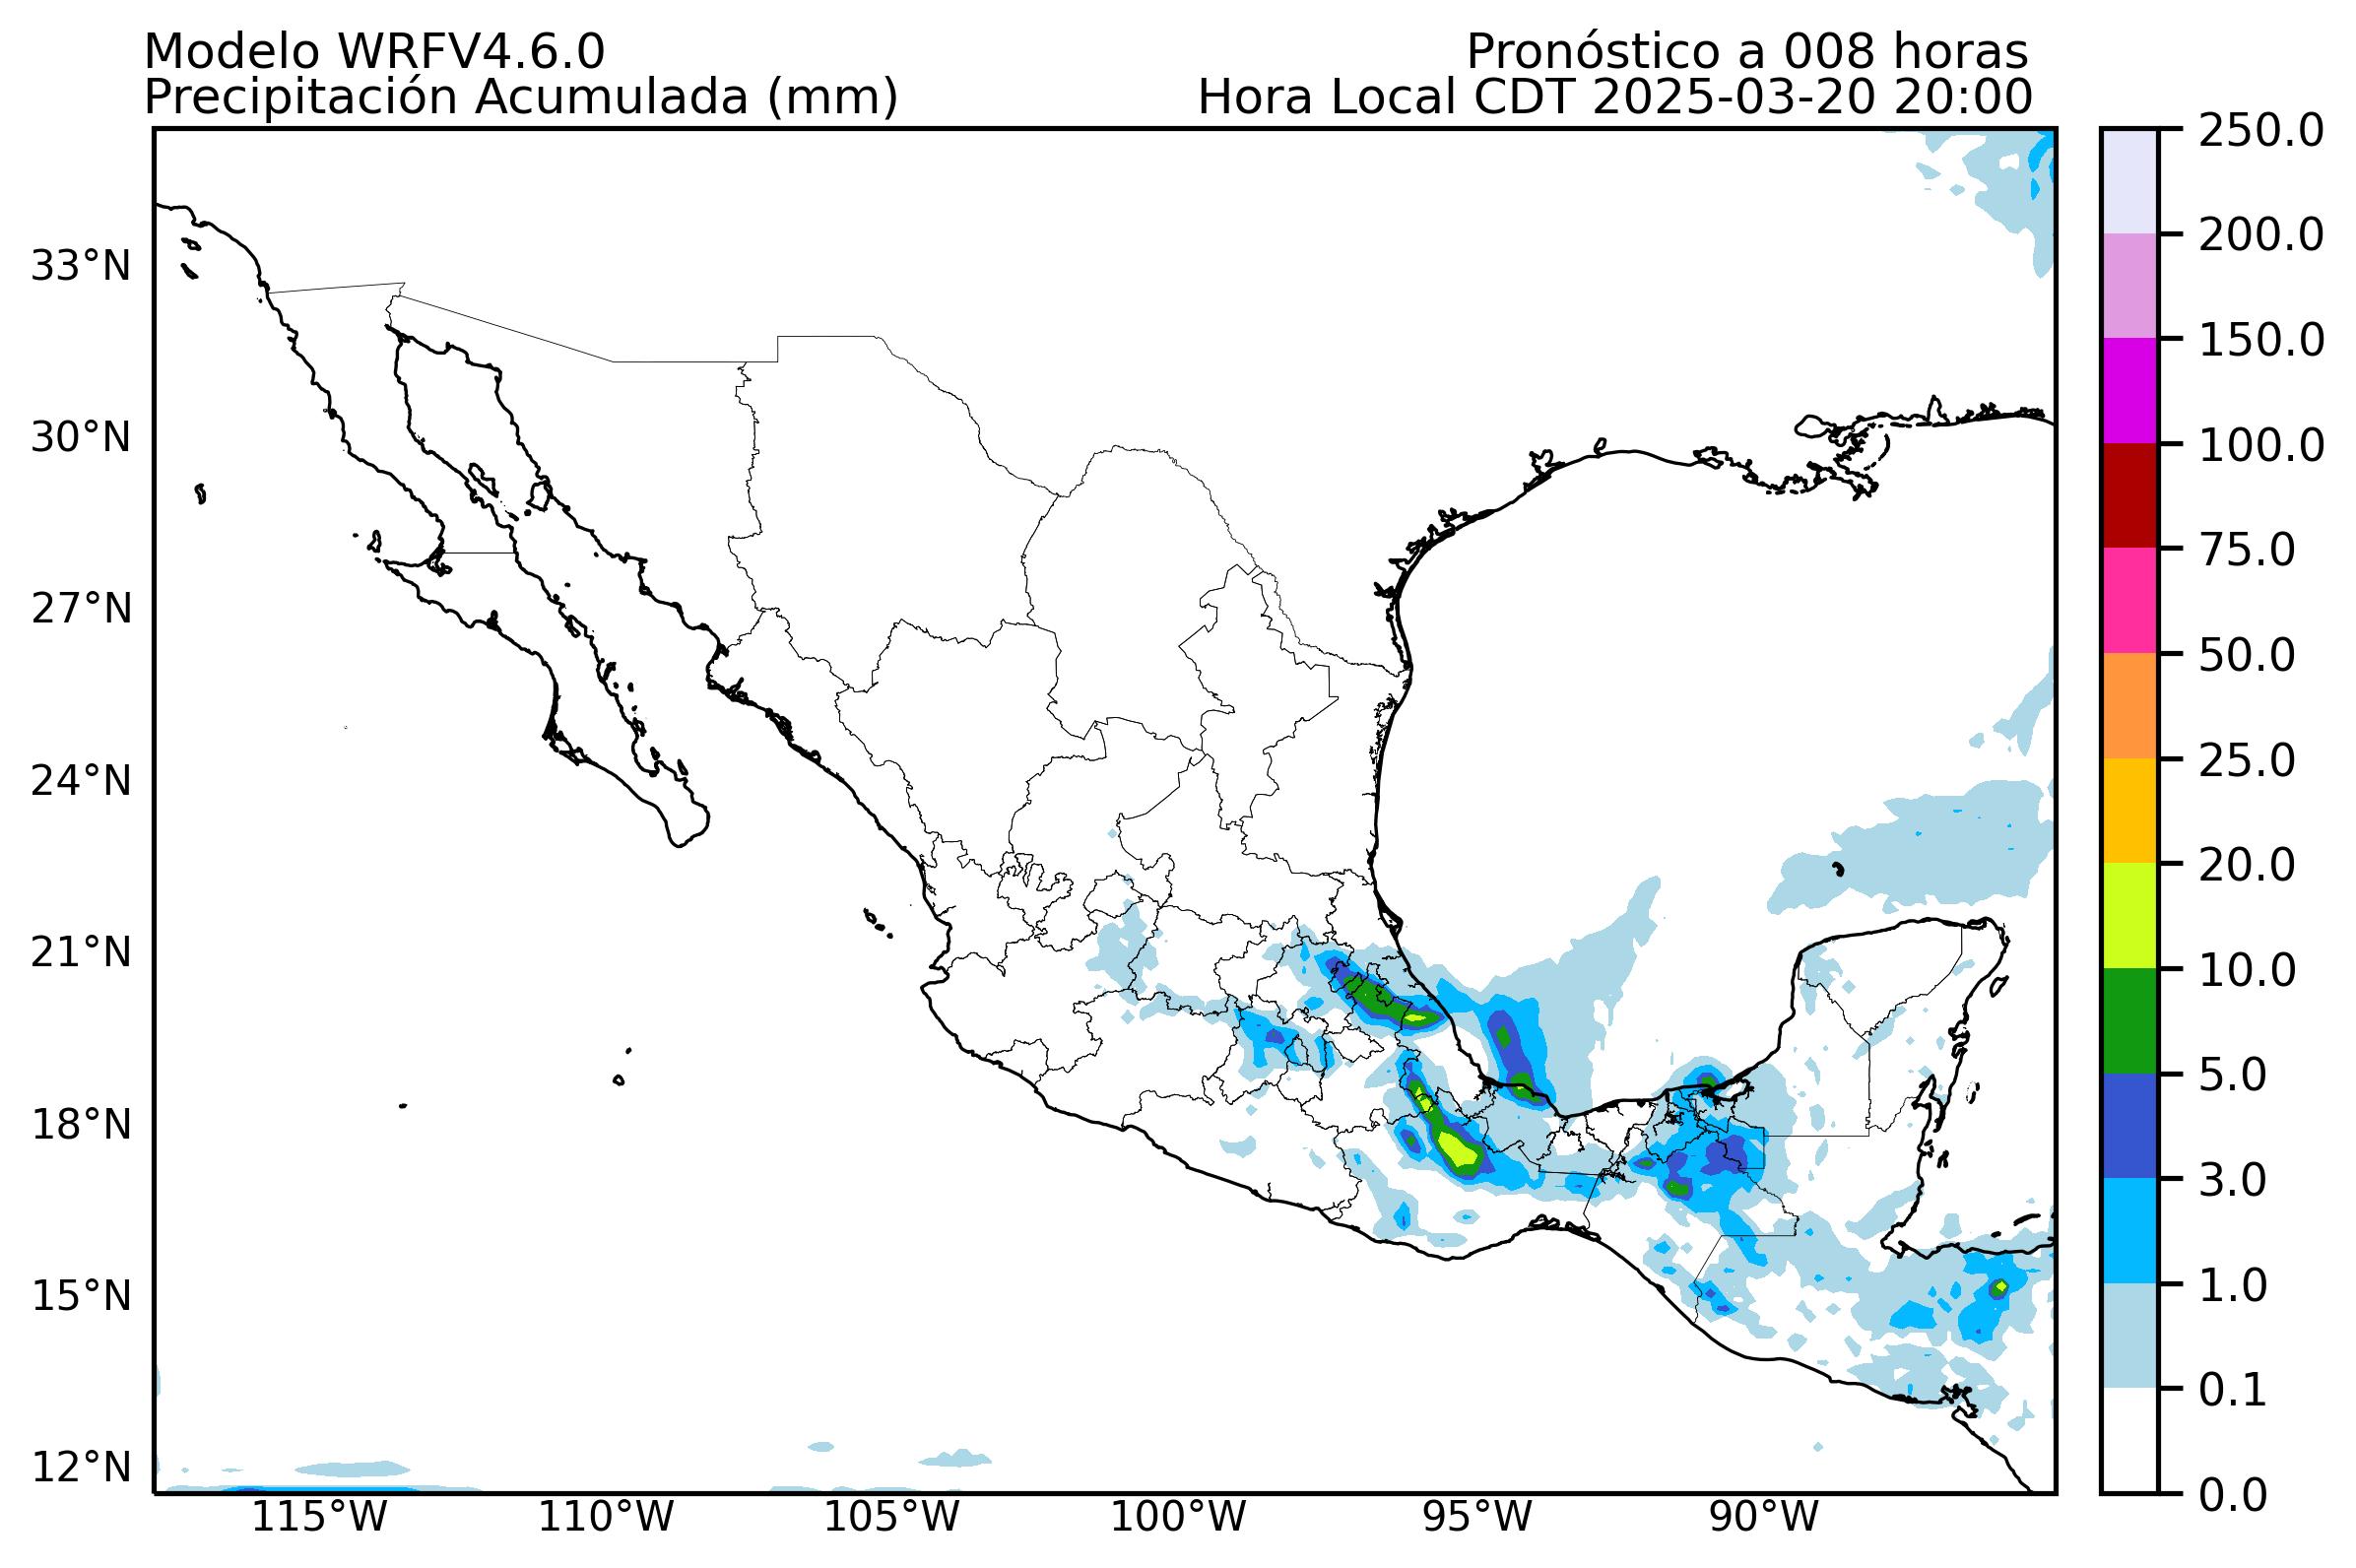 Modelo WRFV4.6.0
Pronóstico a 008 horas
Precipitación Acumulada (mm)
Hora Local CDT 2025-03-20 20:00
33°N
30°N
27°N
24°N
21°N
18°N
15°N
12°N
115°W
110°W
105°W
100°W
95°W
90°W
250.0
200.0
150.0
100.0
75.0
50.0
25.0
20.0
10.0
5.0
3.0
1.0
0.1
0.0